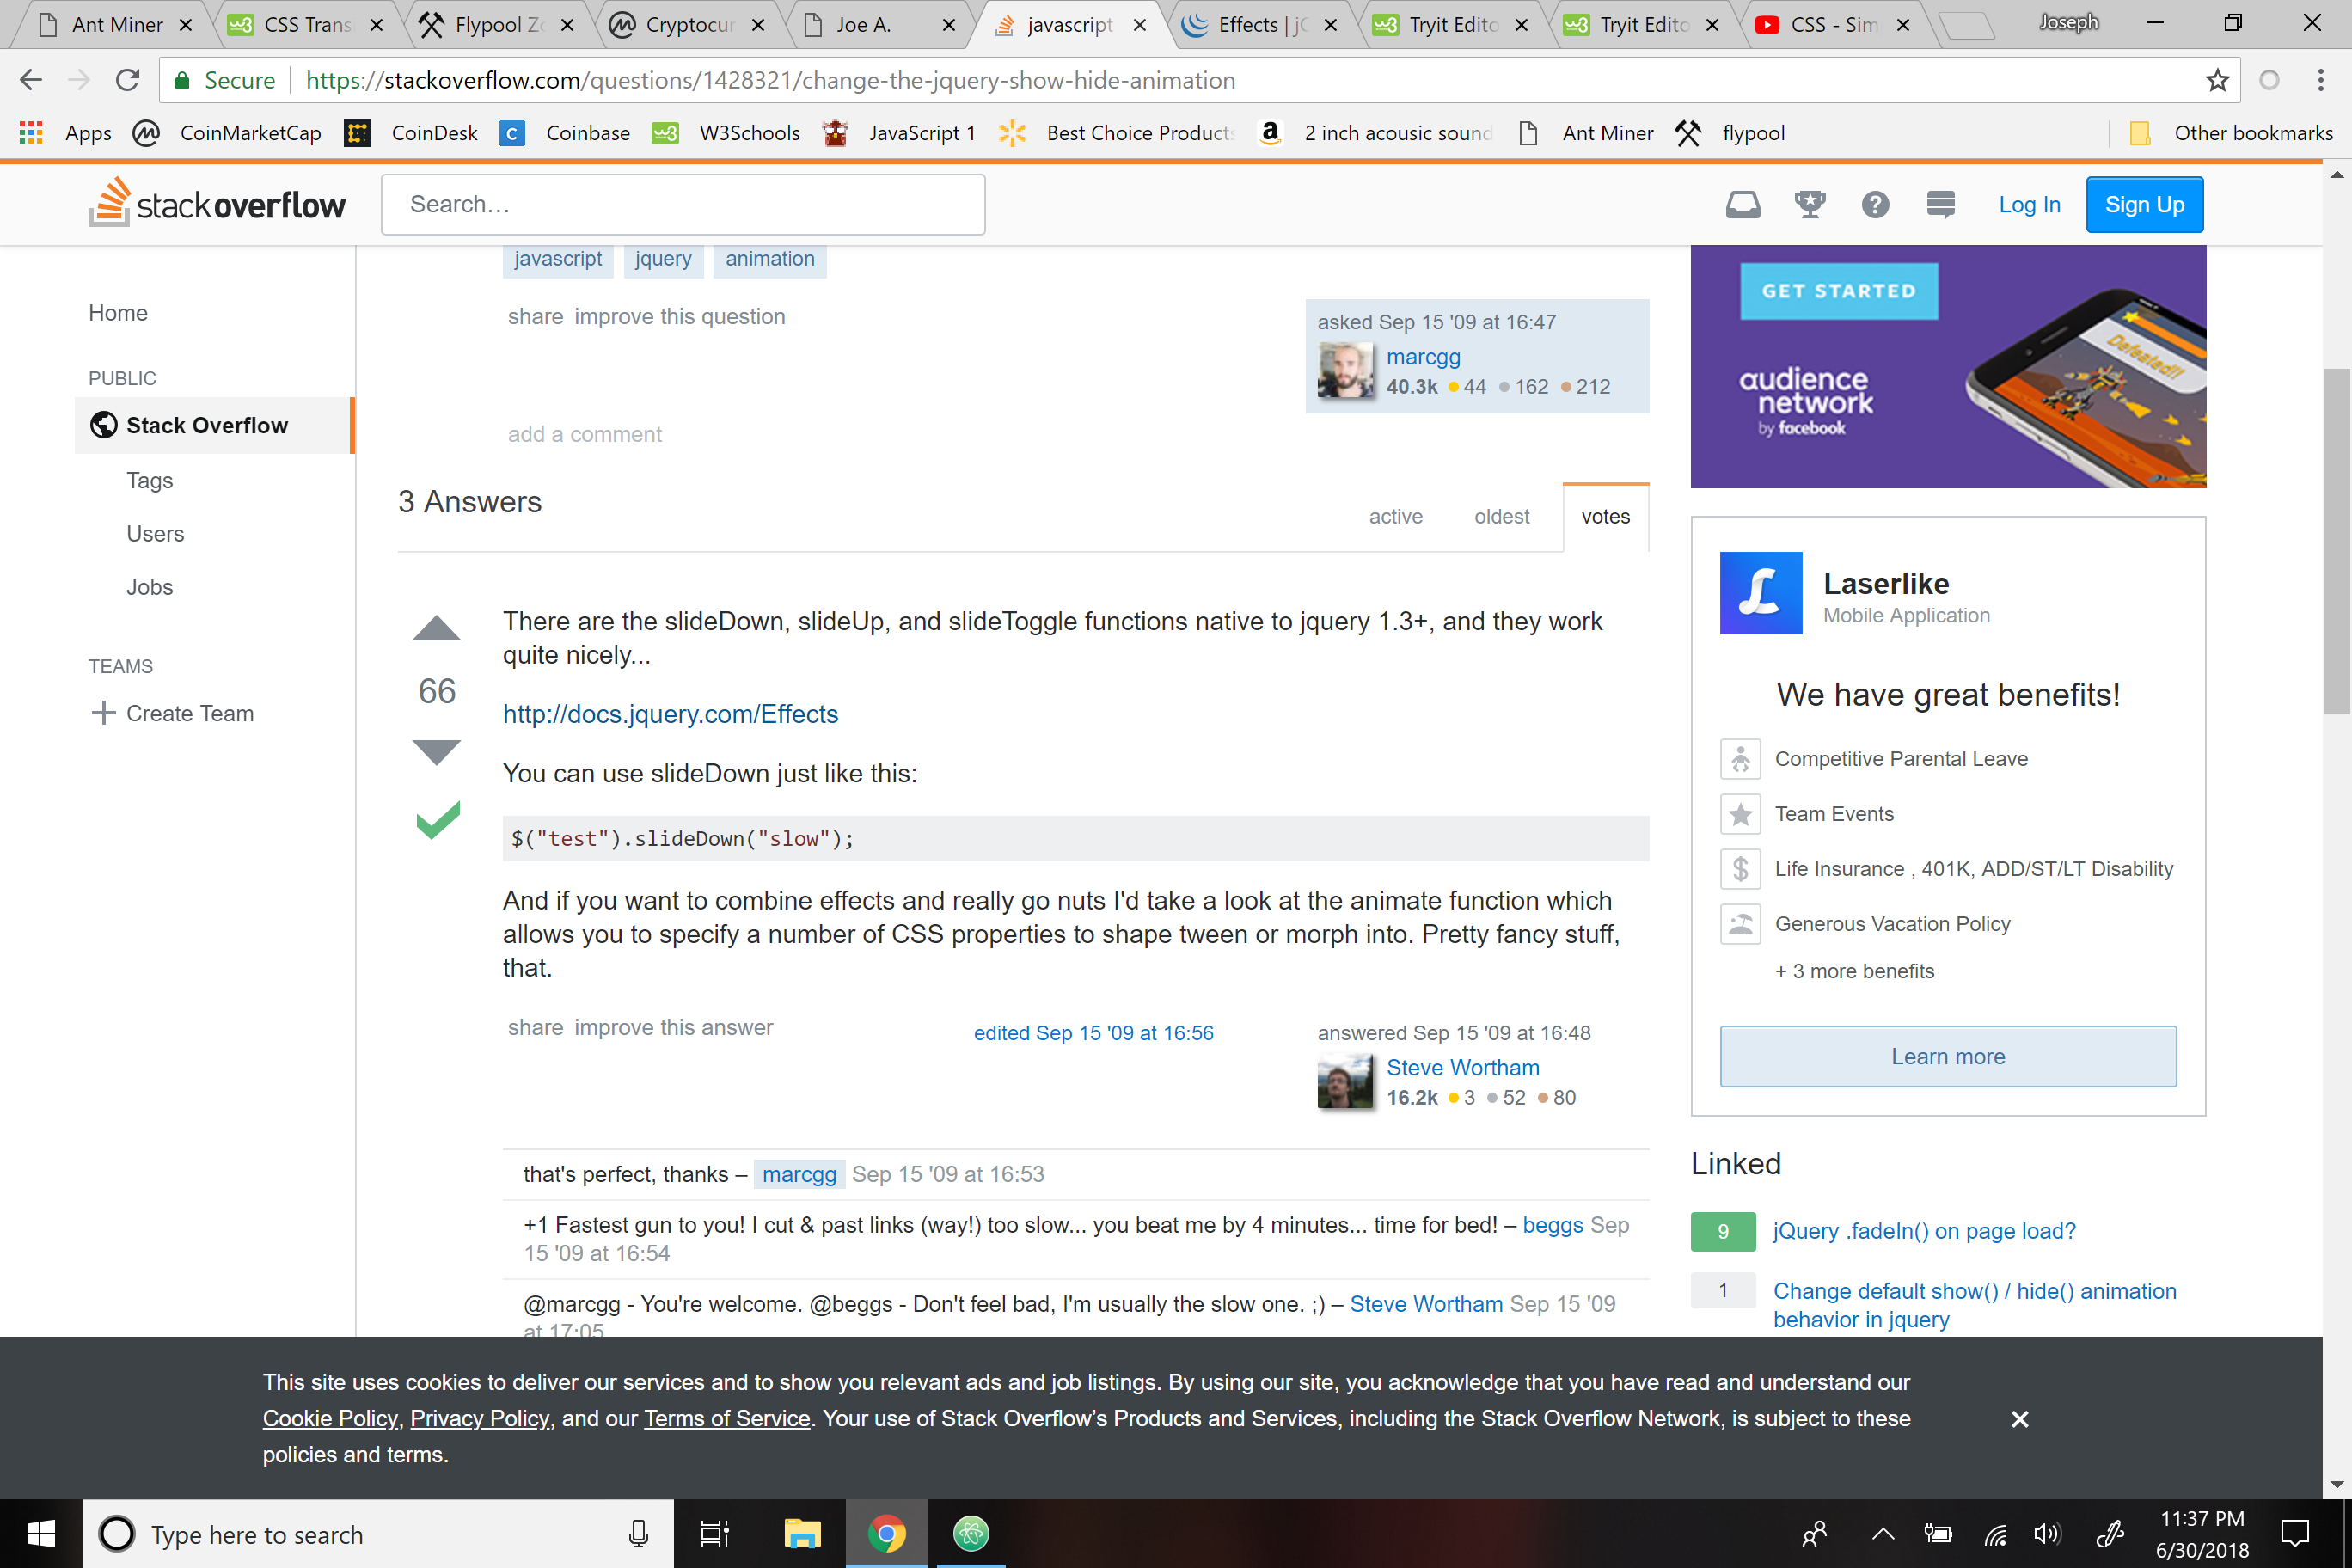 Ant Miner
CSS Trans
Flypool Zc
Cryptocur
Joe A.
javascript
Effects | jC
Tryit Edito
Tryit Edito
CSS - Sim
Joseph
Secure
https://stackoverflow.com/questions/1428321/change-the-jquery-show-hide-animation
Apps
CoinMarketCap
CoinDesk
Coinbase
W3Schools
JavaScript 1
Best Choice Products
2 inch acousic sound
Ant Miner
flypool
Other bookmarks
stackoverflow
Search...
Log In
Sign Up
Home
PUBLIC
Stack Overflow
Tags
Users
Jobs
TEAMS
Create Team
javascript jquery animation
share improve this question
asked Sep 15 '09 at 16:47
marcgg
40.3k 44 162 212
add a comment
3 Answers
active oldest votes
66
There are the slideDown, slideUp, and slideToggle functions native to jquery 1.3+, and they work
quite nicely...
http://docs.jquery.com/Effects
You can use slideDown just like this:
$("test").slideDown("slow");
And if you want to combine effects and really go nuts I'd take a look at the animate function which
allows you to specify a number of CSS properties to shape tween or morph into. Pretty fancy stuff,
that.
share improve this answer
edited Sep 15 '09 at 16:56
answered Sep 15 '09 at 16:48
Steve Wortham
16.2k 3 52 80
that's perfect, thanks – marcgg Sep 15 '09 at 16:53
+1 Fastest gun to you! I cut & past links (way!) too slow... you beat me by 4 minutes... time for bed! – beggs Sep
15 '09 at 16:54
@marcgg - You're welcome. @beggs - Don't feel bad, I'm usually the slow one. ;) – Steve Wortham Sep 15 '09
at 17:05
GET STARTED
audience
network
by facebook
Defeated!!
Laserlike
Mobile Application
We have great benefits!
Competitive Parental Leave
Team Events
Life Insurance , 401K, ADD/ST/LT Disability
Generous Vacation Policy
+ 3 more benefits
Learn more
Linked
9 jQuery .fadeIn() on page load?
1 Change default show() / hide() animation
behavior in jquery
This site uses cookies to deliver our services and to show you relevant ads and job listings. By using our site, you acknowledge that you have read and understand our
Cookie Policy, Privacy Policy, and our Terms of Service. Your use of Stack Overflow’s Products and Services, including the Stack Overflow Network, is subject to these
policies and terms.
Type here to search
11:37 PM
6/30/2018